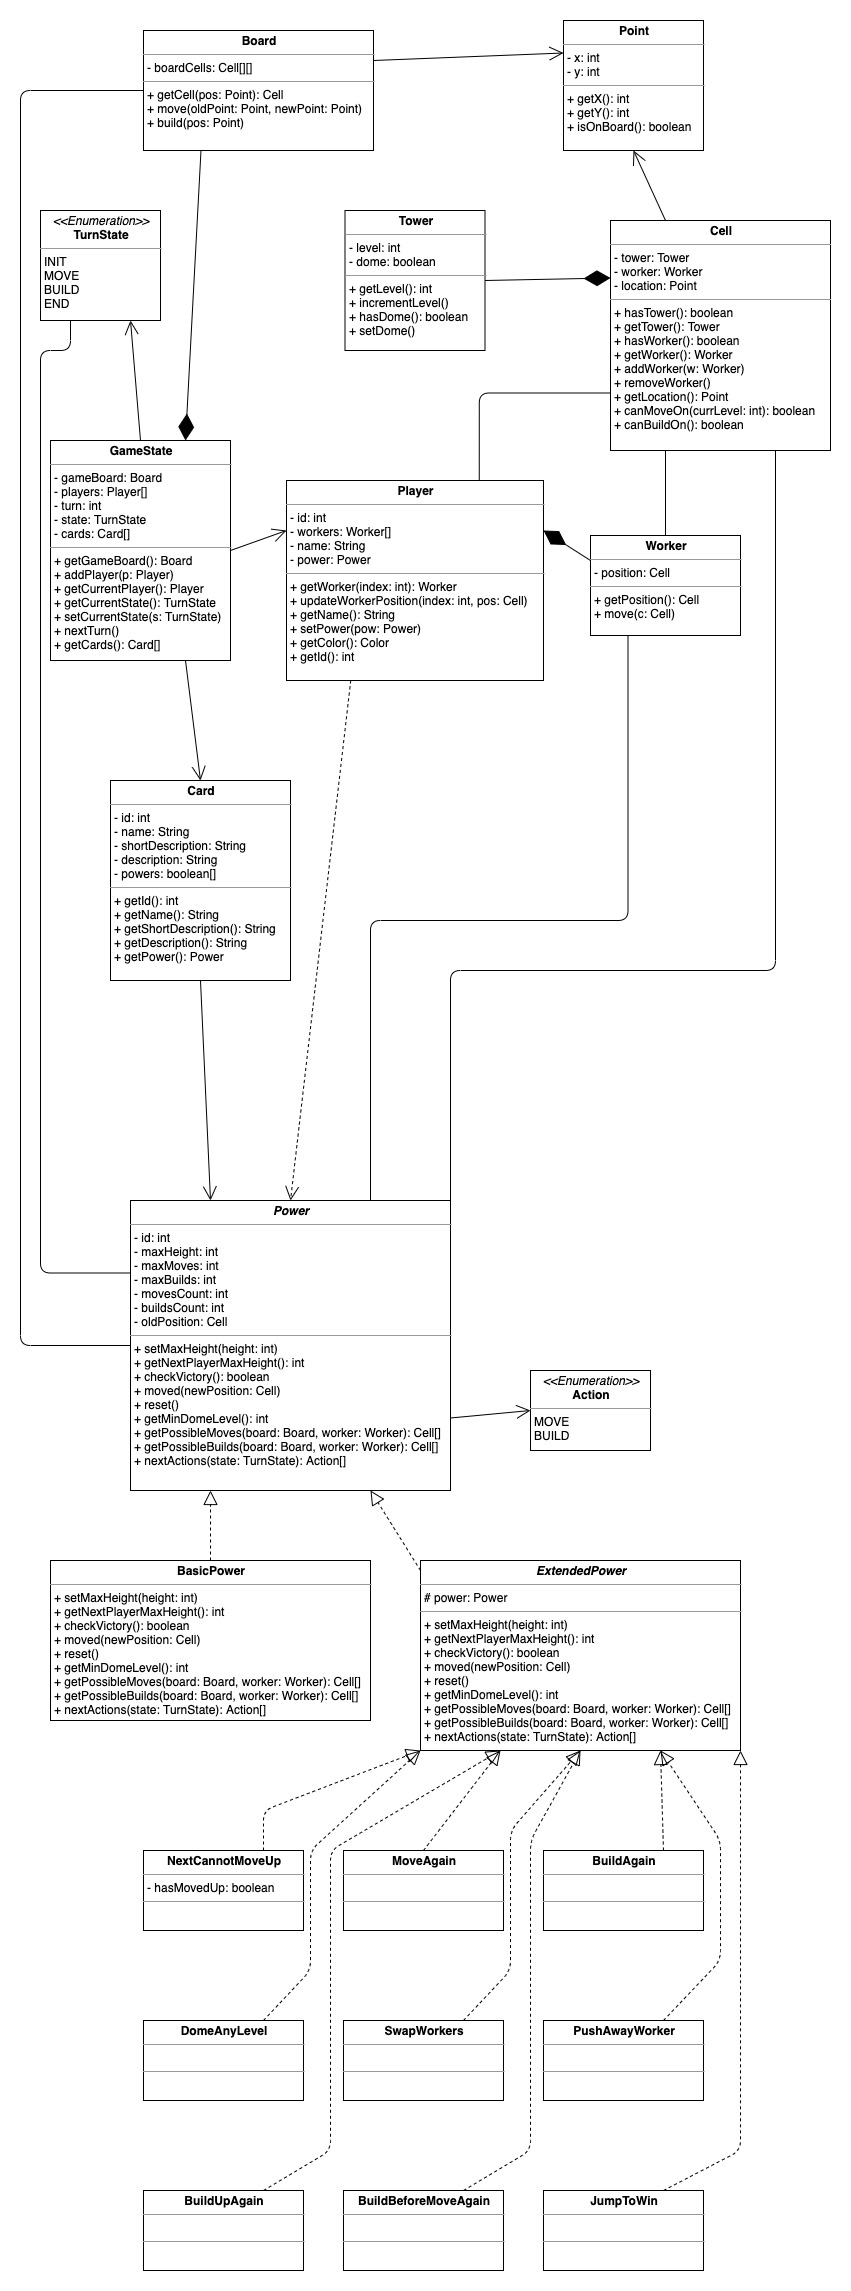 Board
- boardCells: Cell[][]
+ getCell(pos: Point): Cell
+ move(oldPoint: Point, newPoint: Point)
+ build(pos: Point)
Point
- x: int
- y: int
+ getX(): int
+ getY(): int
+ isOnBoard(): boolean
<<Enumeration>>
TurnState
INIT
MOVE
BUILD
END
Tower
- level: int
- dome: boolean
+ getLevel(): int
+ incrementLevel()
+ hasDome(): boolean
+ setDome()
Cell
- tower: Tower
- worker: Worker
- location: Point
+ hasTower(): boolean
+ getTower(): Tower
+ hasWorker(): boolean
+ getWorker(): Worker
+ addWorker(w: Worker)
+ removeWorker()
+ getLocation(): Point
+ canMoveOn(currLevel: int): boolean
+ canBuildOn(): boolean
GameState
- gameBoard: Board
- players: Player[]
- turn: int
- state: TurnState
- cards: Card[]
+ getGameBoard(): Board
+ addPlayer(p: Player)
+ getCurrentPlayer(): Player
+ getCurrentState(): TurnState
+ setCurrentState(s: TurnState)
+ nextTurn()
+ getCards(): Card[]
Player
- id: int
- workers: Worker[]
- name: String
- power: Power
+ getWorker(index: int): Worker
+ updateWorkerPosition(index: int, pos: Cell)
+ getName(): String
+ setPower(pow: Power)
+ getColor(): Color
+ getId(): int
Worker
- position: Cell
+ getPosition(): Cell
+ move(c: Cell)
Card
- id: int
- name: String
- shortDescription: String
- description: String
- powers: boolean[]
+ getId(): int
+ getName(): String
+ getShortDescription(): String
+ getDescription(): String
+ getPower(): Power
Power
- id: int
- maxHeight: int
- maxMoves: int
- maxBuilds: int
- movesCount: int
- buildsCount: int
- oldPosition: Cell
+ setMaxHeight(height: int)
+ getNextPlayerMaxHeight(): int
+ checkVictory(): boolean
+ moved(newPosition: Cell)
+ reset()
+ getMinDomeLevel(): int
+ getPossibleMoves(board: Board, worker: Worker): Cell[]
+ getPossibleBuilds(board: Board, worker: Worker): Cell[]
+ nextActions(state: TurnState): Action[]
<<Enumeration>>
Action
MOVE
BUILD
BasicPower
+ setMaxHeight(height: int)
+ getNextPlayerMaxHeight(): int
+ checkVictory(): boolean
+ moved(newPosition: Cell)
+ reset()
+ getMinDomeLevel(): int
+ getPossibleMoves(board: Board, worker: Worker): Cell[]
+ getPossibleBuilds(board: Board, worker: Worker): Cell[]
+ nextActions(state: TurnState): Action[]
ExtendedPower
# power: Power
+ setMaxHeight(height: int)
+ getNextPlayerMaxHeight(): int
+ checkVictory(): boolean
+ moved(newPosition: Cell)
+ reset()
+ getMinDomeLevel(): int
+ getPossibleMoves(board: Board, worker: Worker): Cell[]
+ getPossibleBuilds(board: Board, worker: Worker): Cell[]
+ nextActions(state: TurnState): Action[]
NextCannotMoveUp
- hasMovedUp: boolean
MoveAgain
BuildAgain
DomeAnyLevel
SwapWorkers
PushAwayWorker
BuildUpAgain
BuildBeforeMoveAgain
JumpToWin